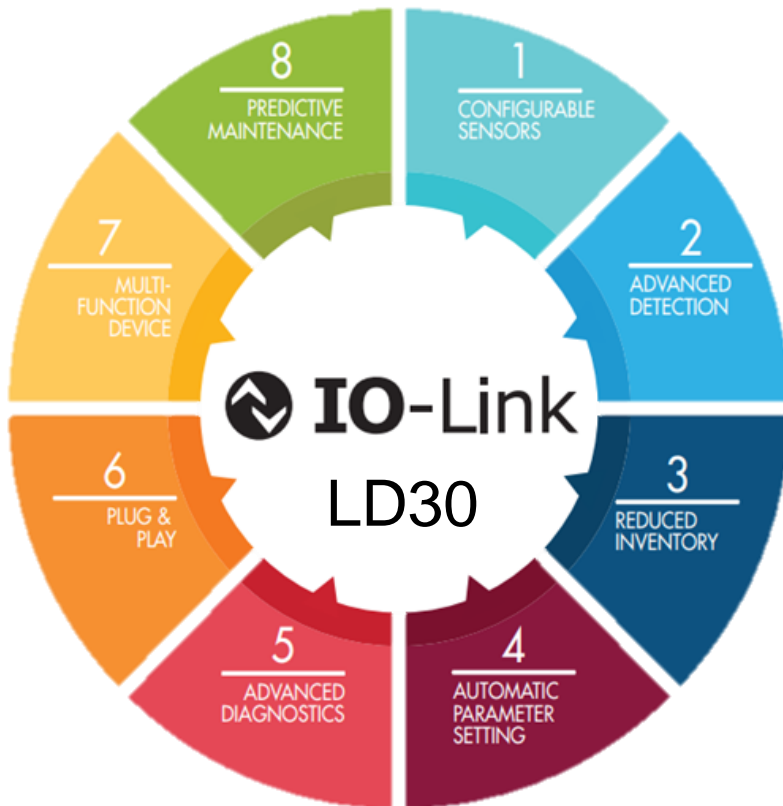 8
PREDICTIVE
MAINTENANCE
1
CONFIGURABLE
SENSORS
7
MULTI-
FUNCTION
DEVICE
2
ADVANCED
DETECTION
IO-Link
LD30
6
PLUG &
PLAY
3
REDUCED
INVENTORY
5
ADVANCED
DIAGNOSTICS
4
AUTOMATIC
PARAMETER
SETTING